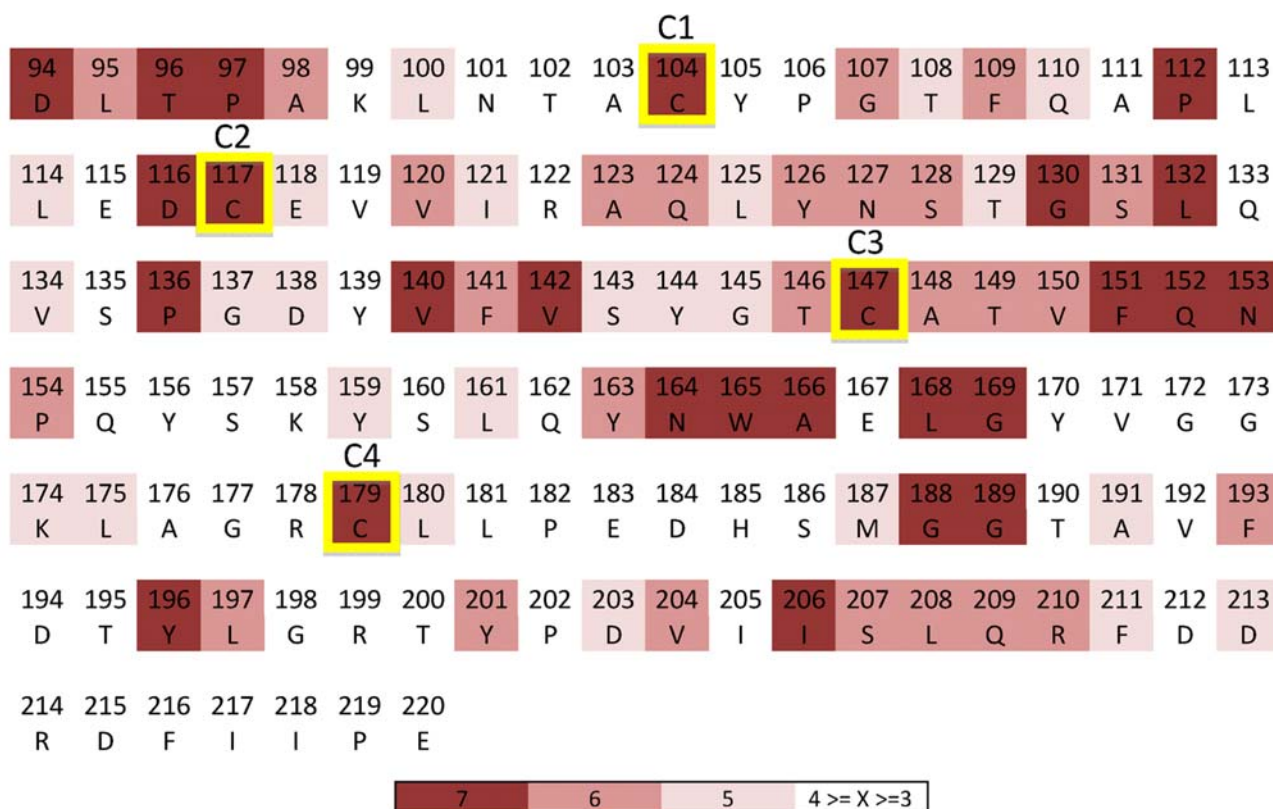 C1
94 95 96 97 98 99 100 101 102 103 104 105 106 107 108 109 110 111 112 113
D L T P A K L N T A C Y P G T F Q A P L
C2
114 115 116 117 118 119 120 121 122 123 124 125 126 127 128 129 130 131 132 133
L E D C E V V I R A Q L Y N S T G S L Q
C3
134 135 136 137 138 139 140 141 142 143 144 145 146 147 148 149 150 151 152 153
V S P G D Y V F V S Y G T C A T V F Q N
154 155 156 157 158 159 160 161 162 163 164 165 166 167 168 169 170 171 172 173
P Q Y S K Y S L Q Y N W A E L G Y V G G
C4
174 175 176 177 178 179 180 181 182 183 184 185 186 187 188 189 190 191 192 193
K L A G R C L L P E D H S M G G T A V F
194 195 196 197 198 199 200 201 202 203 204 205 206 207 208 209 210 211 212 213
D T Y L G R T Y P D V I I S L Q R F D D
214 215 216 217 218 219 220
R D F I I P E
7 6 5 4 >= X >=3